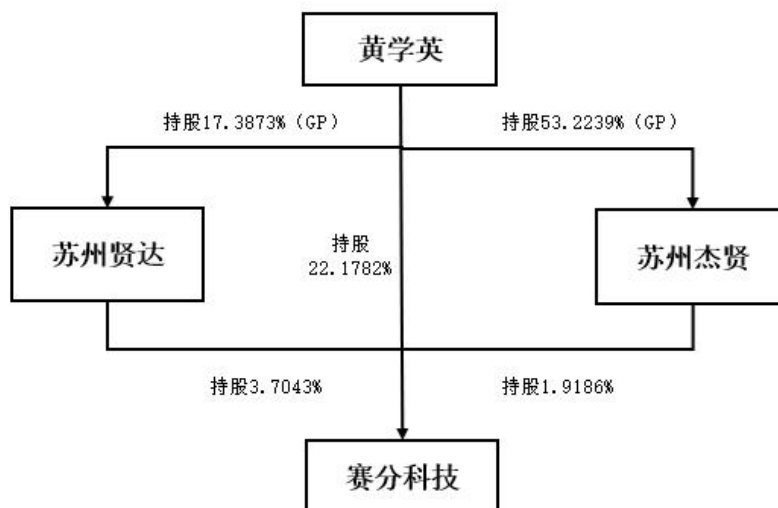 黄学英
持股17.3873%（GP）
持股53.2239%（GP）
苏州贤达
持股
22.1782%
苏州杰贤
持股3.7043%
持股1.9186%
赛分科技